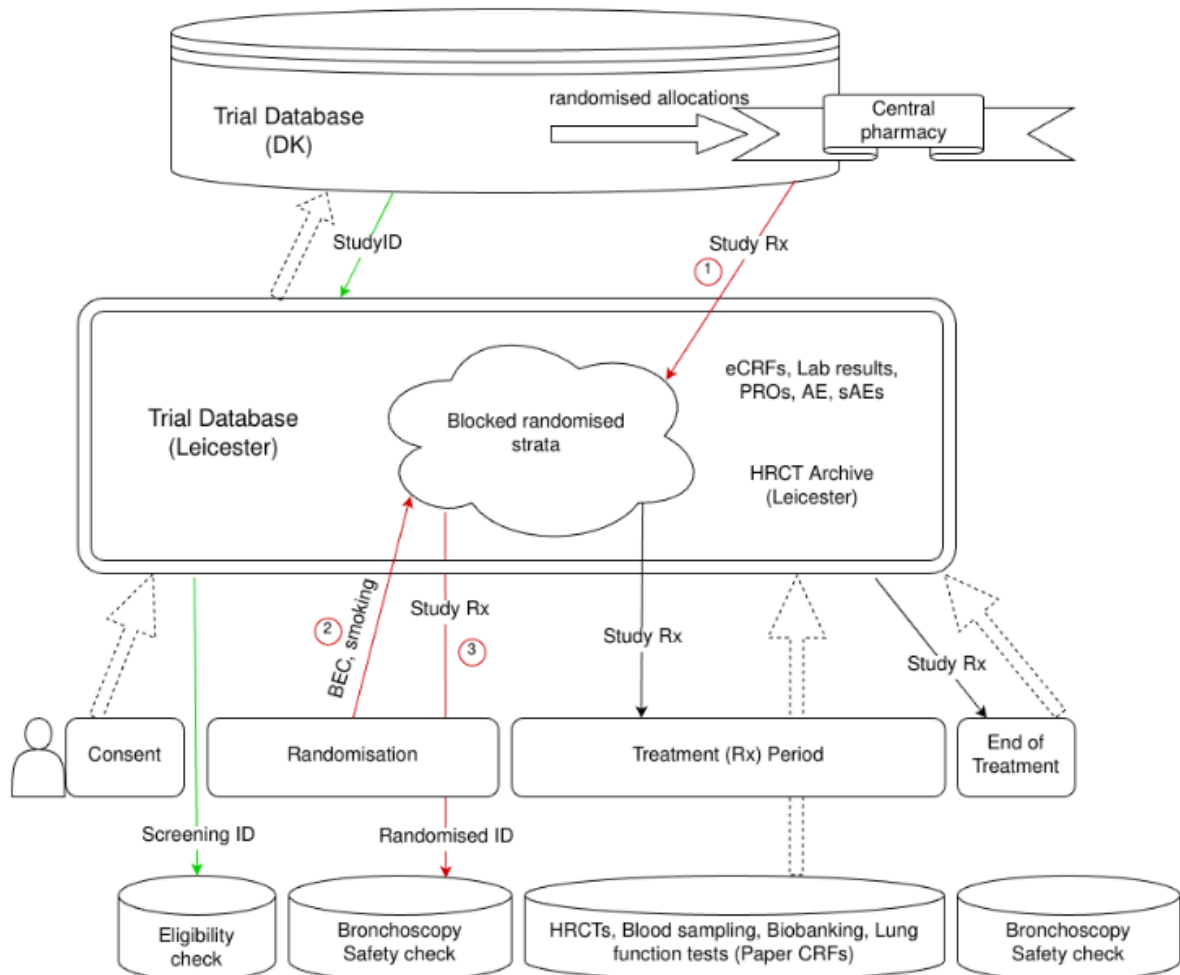 Trial Database
(DK)
randomised allocations
Central
pharmacy
StudyID
Study Rx
1
Trial Database
(Leicester)
Blocked randomised
strata
eCRFs, Lab results,
PROs, AE, sAEs
HRCT Archive
(Leicester)
2
BEC, smoking
Study Rx
3
Study Rx
Study Rx
Consent
Randomisation
Treatment (Rx) Period
End of
Treatment
Screening ID
Randomised ID
Eligibility
check
Bronchoscopy
Safety check
HRCTs, Blood sampling, Biobanking, Lung
function tests (Paper CRFs)
Bronchoscopy
Safety check